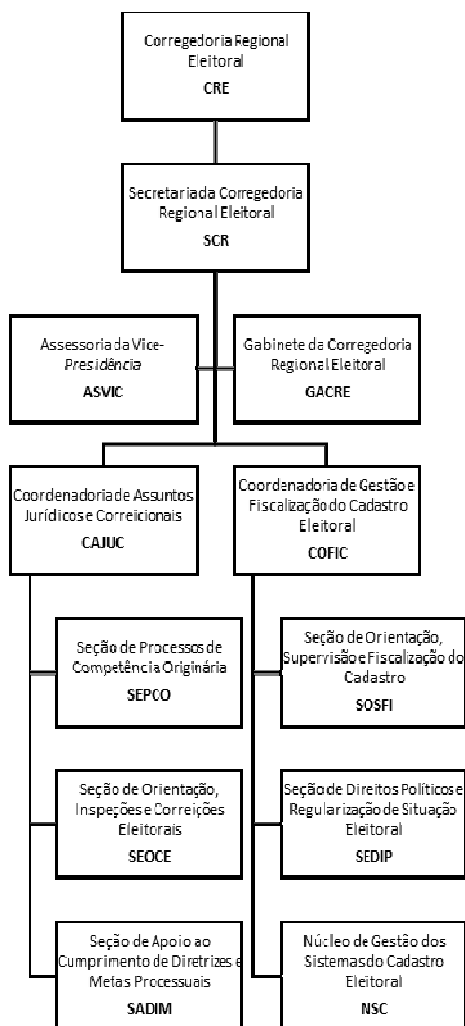 Corregedoria Regional
Eleitoral
CRE
Secretaria da Corregedoria
Regional Eleitoral
SCR
Assessoria da Vice-
Presidência
ASVIC
Gabinete da Corregedoria
Regional Eleitoral
GACRE
Coordenadoria de Assuntos
Jurídicos e Correicionais
CAJUC
Coordenadoria de Gestão e
Fiscalização do Cadastro
Eleitoral
COFIC
Seção de Processos de
Competência Originária
SEPCO
Seção de Orientação,
Supervisão e Fiscalização do
Cadastro
SOSFI
Seção de Orientação,
Inspeções e Correições
Eleitorais
SEOCE
Seção de Direitos Políticos e
Regularização de Situação
Eleitoral
SEDIP
Seção de Apoio ao
Cumprimento de Diretrizes e
Metas Processuais
SADIM
Núcleo de Gestão dos
Sistemas do Cadastro
Eleitoral
NSC